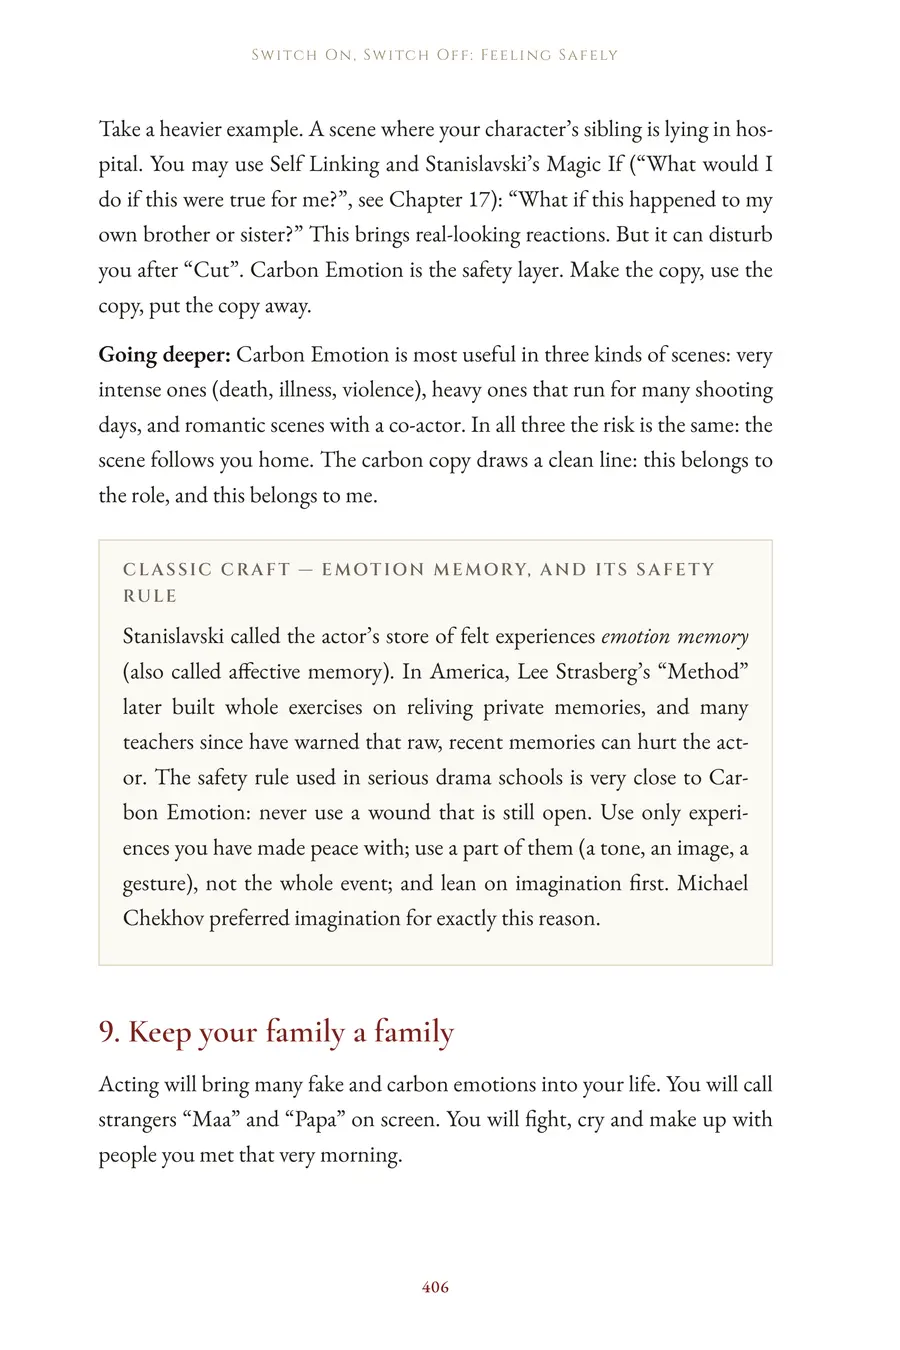 Switch On, Switch Off: Feeling Safely
Take a heavier example. A scene where your character’s sibling is lying in hos-
pital. You may use Self Linking and Stanislavski’s Magic If (“What would I
do if this were true for me?”, see Chapter 17): “What if this happened to my
own brother or sister?” This brings real-looking reactions. But it can disturb
you after “Cut”. Carbon Emotion is the safety layer. Make the copy, use the
copy, put the copy away.
Going deeper: Carbon Emotion is most useful in three kinds of scenes: very
intense ones (death, illness, violence), heavy ones that run for many shooting
days, and romantic scenes with a co-actor. In all three the risk is the same: the
scene follows you home. The carbon copy draws a clean line: this belongs to
the role, and this belongs to me.
CLASSIC CRAFT — EMOTION MEMORY, AND ITS SAFETY
RULE
Stanislavski called the actor’s store of felt experiences emotion memory
(also called affective memory). In America, Lee Strasberg’s “Method”
later built whole exercises on reliving private memories, and many
teachers since have warned that raw, recent memories can hurt the act-
or. The safety rule used in serious drama schools is very close to Car-
bon Emotion: never use a wound that is still open. Use only experi-
ences you have made peace with; use a part of them (a tone, an image, a
gesture), not the whole event; and lean on imagination first. Michael
Chekhov preferred imagination for exactly this reason.
9. Keep your family a family
Acting will bring many fake and carbon emotions into your life. You will call
strangers “Maa” and “Papa” on screen. You will fight, cry and make up with
people you met that very morning.
406